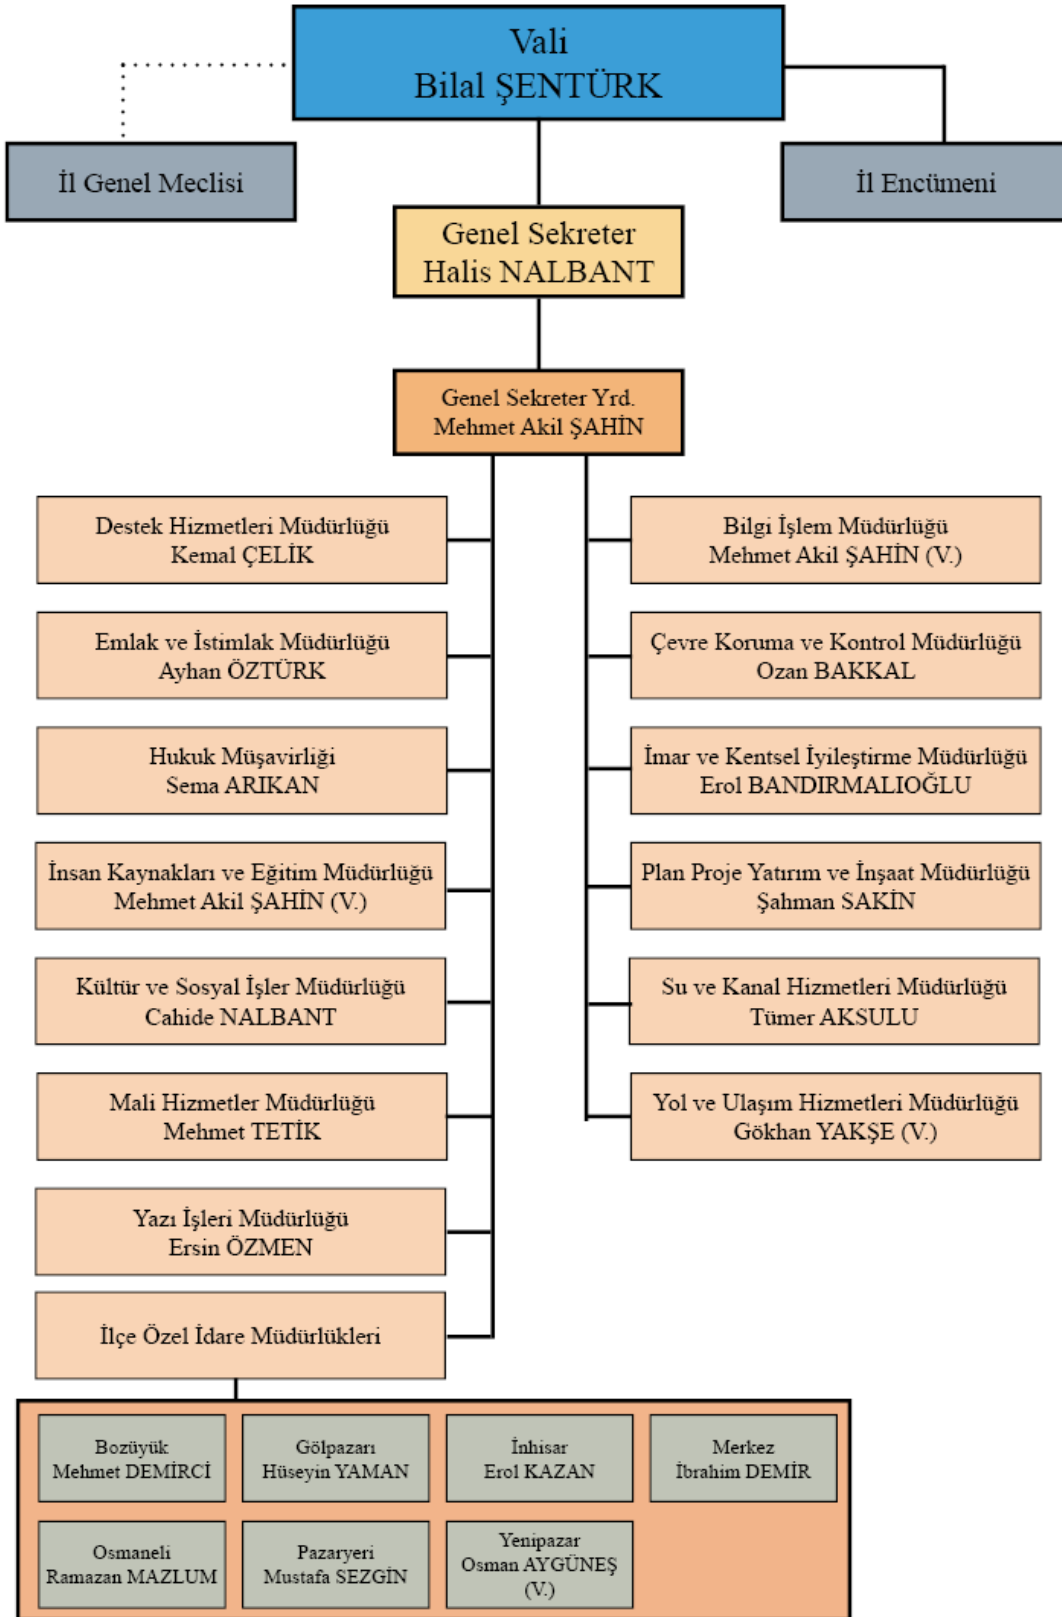 Vali
Bilal ŞENTÜRK
İl Genel Meclisi
İl Encümeni
Genel Sekreter
Halis NALBANT
Genel Sekreter Yrd.
Mehmet Akil ŞAHİN
Destek Hizmetleri Müdürlüğü
Kemal ÇELİK
Emlak ve İstimlak Müdürlüğü
Ayhan ÖZTÜRK
Hukuk Müşavirliği
Sema ARIKAN
İnsan Kaynakları ve Eğitim Müdürlüğü
Mehmet Akil ŞAHİN (V.)
Kültür ve Sosyal İşler Müdürlüğü
Cahide NALBANT
Mali Hizmetler Müdürlüğü
Mehmet TETİK
Yazı İşleri Müdürlüğü
Ersin ÖZMEN
İlçe Özel İdare Müdürlükleri
Bilgi İşlem Müdürlüğü
Mehmet Akil ŞAHİN (V.)
Çevre Koruma ve Kontrol Müdürlüğü
Ozan BAKKAL
İmar ve Kentsel İyileştirme Müdürlüğü
Erol BANDIRMALIOĞLU
Plan Proje Yatırım ve İnşaat Müdürlüğü
Şahman SAKİN
Su ve Kanal Hizmetleri Müdürlüğü
Tümer AKSULU
Yol ve Ulaşım Hizmetleri Müdürlüğü
Gökhan YAKŞE (V.)
Bozüyük
Mehmet DEMİRCİ
Gölpazarı
Hüseyin YAMAN
İnhisar
Erol KAZAN
Merkez
İbrahim DEMİR
Osmaneli
Ramazan MAZLUM
Pazaryeri
Mustafa SEZGİN
Yenipazar
Osman AYGÜNEŞ
(V.)